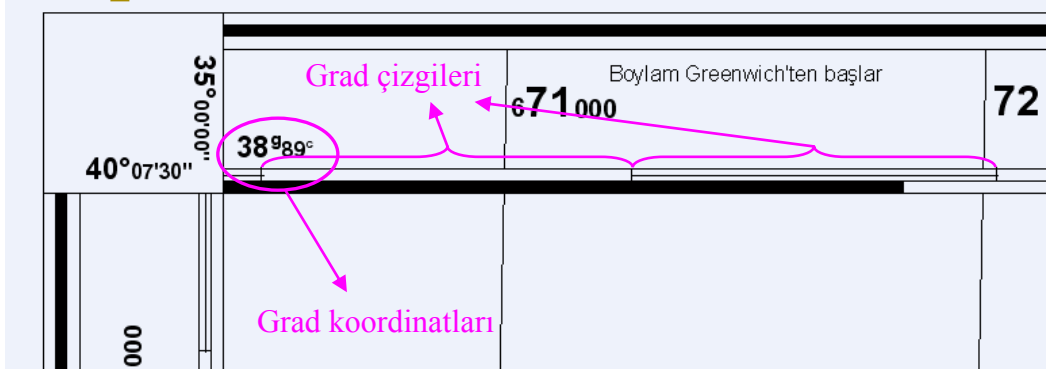 Grad çizgileri
Boylam Greenwich'ten başlar
671000
72
35°00'00"
38g89c
40°07'30"
Grad koordinatları
000